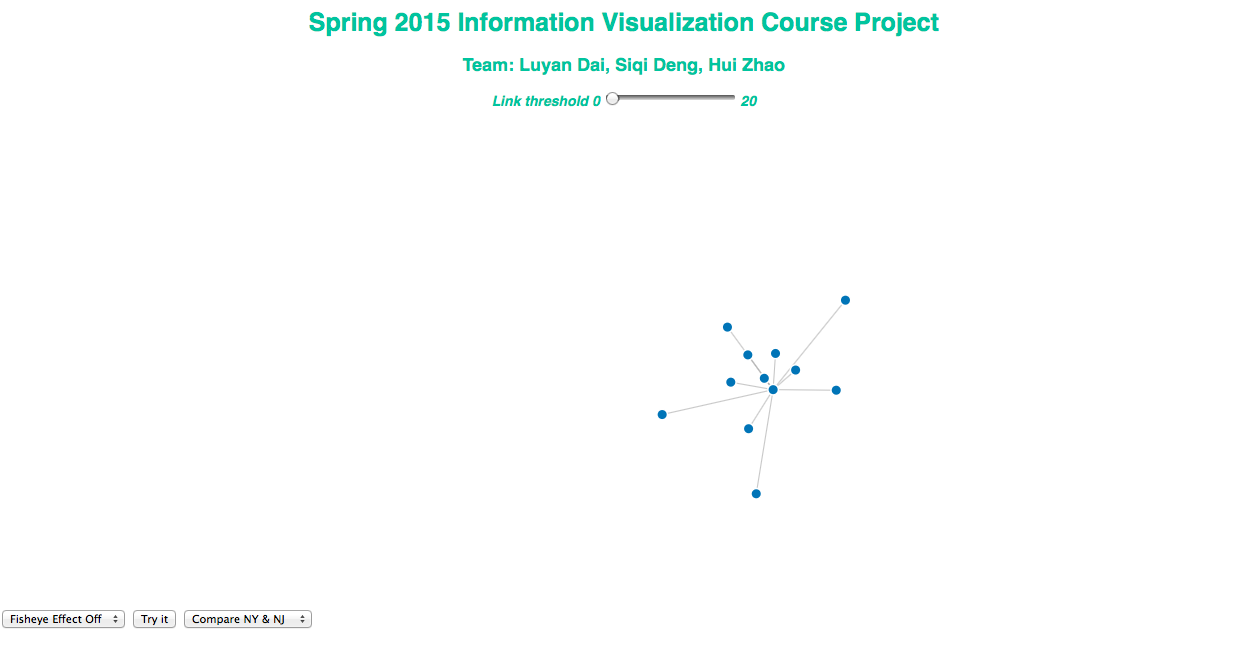 Spring 2015 Information Visualization Course Project
Team: Luyan Dai, Siqi Deng, Hui Zhao
Link threshold 0 20
Fisheye Effect Off Try it Compare NY & NJ